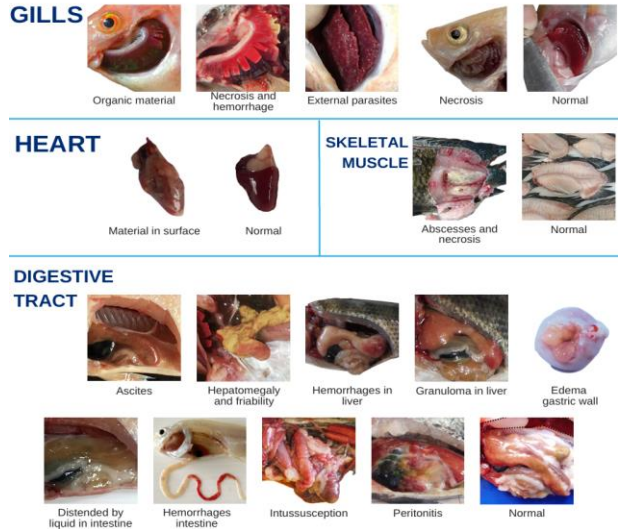 GILLS
Organic material
Necrosis and
hemorrhage
External parasites
Necrosis
Normal
HEART
Material in surface
Normal
SKELETAL
MUSCLE
Abscesses and
necrosis
Normal
DIGESTIVE
TRACT
Ascites
Hepatomegaly
and friability
Hemorrhages in
liver
Granuloma in liver
Edema
gastric wall
Distended by
liquid in intestine
Hemorrhages
intestine
Intussusception
Peritonitis
Normal